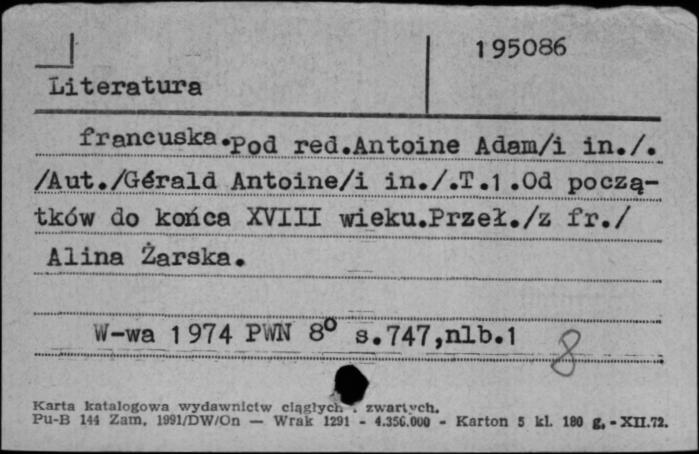 195086
Literatura
francuska.Pod red.Antoine Adam/i in./.
/Aut./Gérald Antoine/i in./.T.1.Od począ-
tków do końca XVIII wieku.Przeł./z fr./
Alina Żarska.
W-wa 1974 PWN 8° s.747,nlb.1
8
Karta katalogowa wydawnictw ciągłych i zwartych.
Pu-B 144 Zam. 1991/DW/On — Wrak 1291 - 4.356.000 - Karton 5 kl. 180 g. - XII.72.